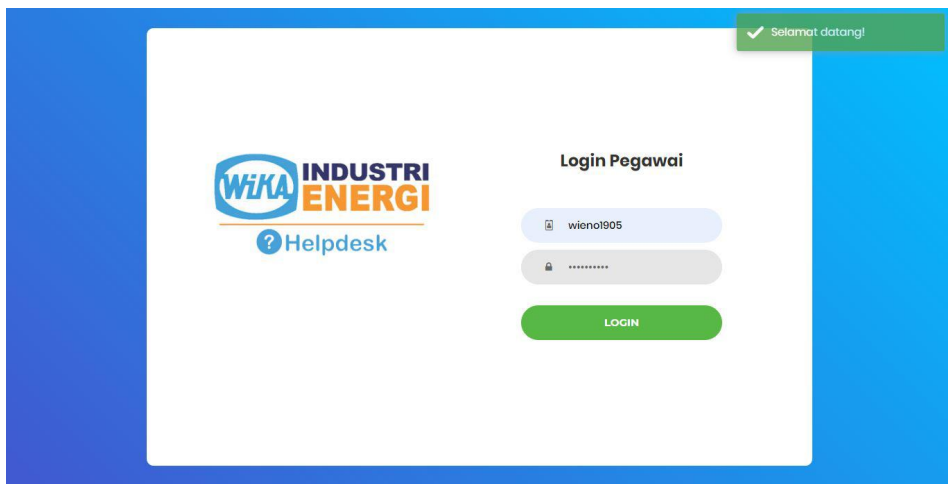 Selamat datang!
WiKA INDUSTRI
ENERGI
? Helpdesk
Login Pegawai
wieno1905
••••••••••
LOGIN